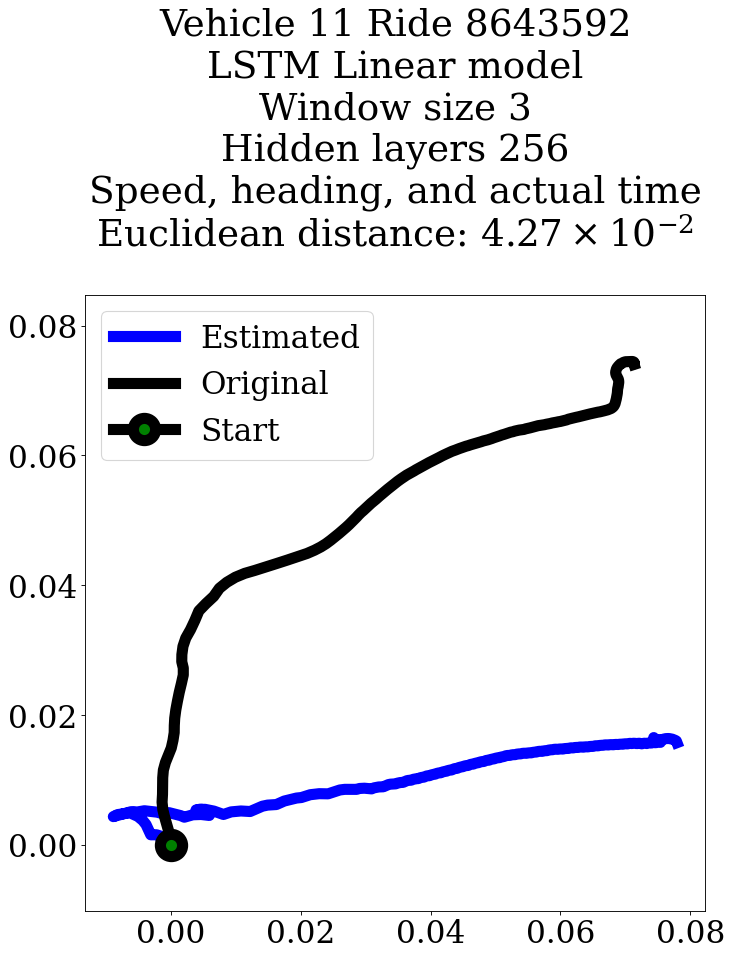 Vehicle 11 Ride 8643592
LSTM Linear model
Window size 3
Hidden layers 256
Speed, heading, and actual time
Euclidean distance: 4.27 × 10⁻²
Estimated
Original
Start
0.08
0.06
0.04
0.02
0.00
0.00 0.02 0.04 0.06 0.08